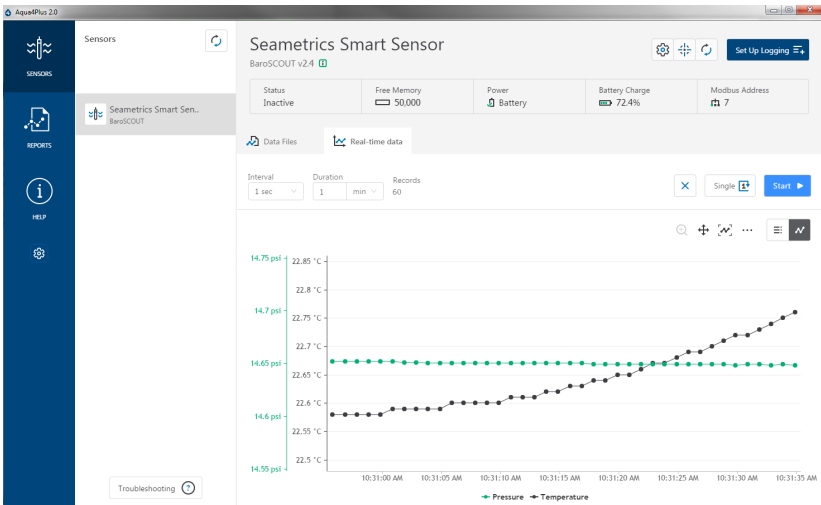 Aqua4Plus 2.0
SENSORS
REPORTS
HELP
Sensors
Seametrics Smart Sen..
BaroSCOUT
Troubleshooting ?
Seametrics Smart Sensor
BaroSCOUT v2.4
Set Up Logging
Status
Inactive
Free Memory
50,000
Power
Battery
Battery Charge
72.4%
Modbus Address
7
Data Files
Real-time data
Interval
1 sec
Duration
1 min
Records
60
Single
Start
14.75 psi
14.7 psi
14.65 psi
14.6 psi
14.55 psi
22.85 °C
22.8 °C
22.75 °C
22.7 °C
22.65 °C
22.6 °C
22.55 °C
22.5 °C
10:31:00 AM 10:31:05 AM 10:31:10 AM 10:31:15 AM 10:31:20 AM 10:31:25 AM 10:31:30 AM 10:31:35 AM
Pressure Temperature